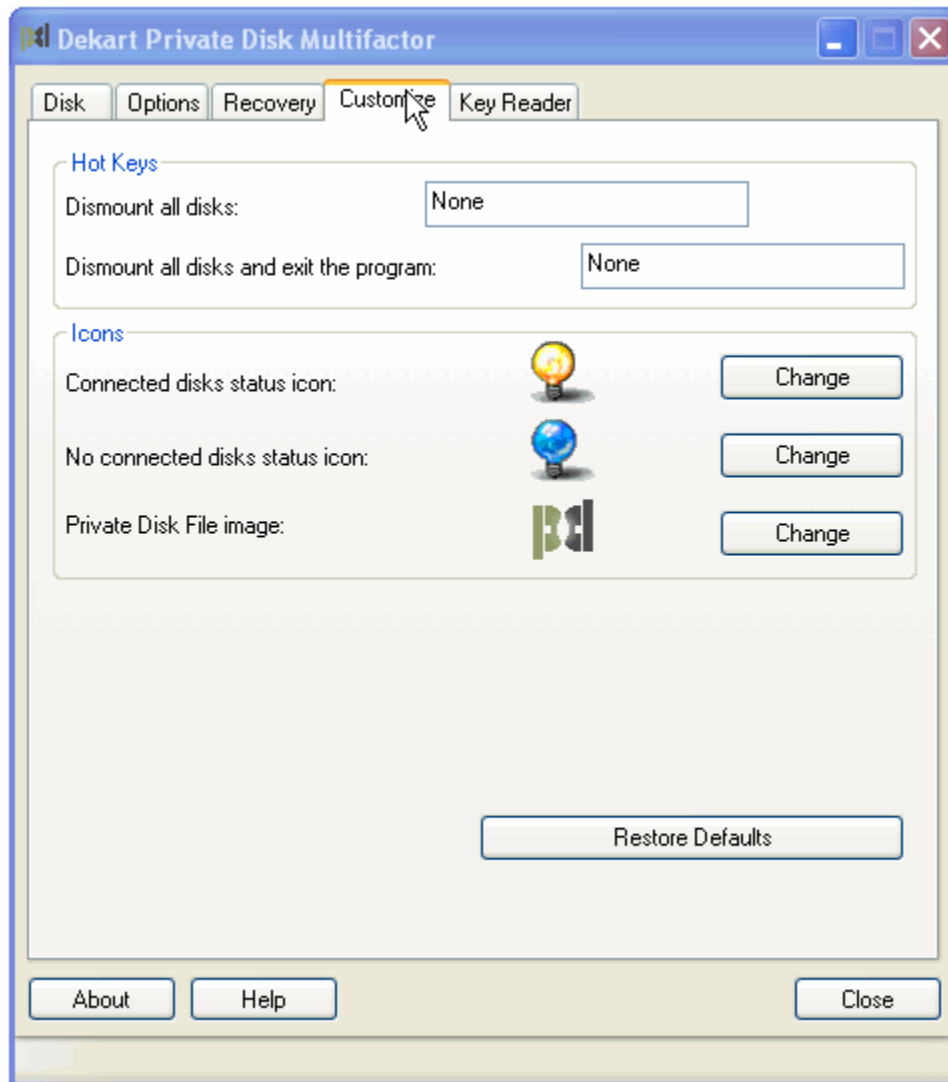 Dekart Private Disk Multifactor
Disk Options Recovery Customize Key Reader
Hot Keys
Dismount all disks: None
Dismount all disks and exit the program: None
Icons
Connected disks status icon: Change
No connected disks status icon: Change
Private Disk File image: Change
Restore Defaults
About Help Close